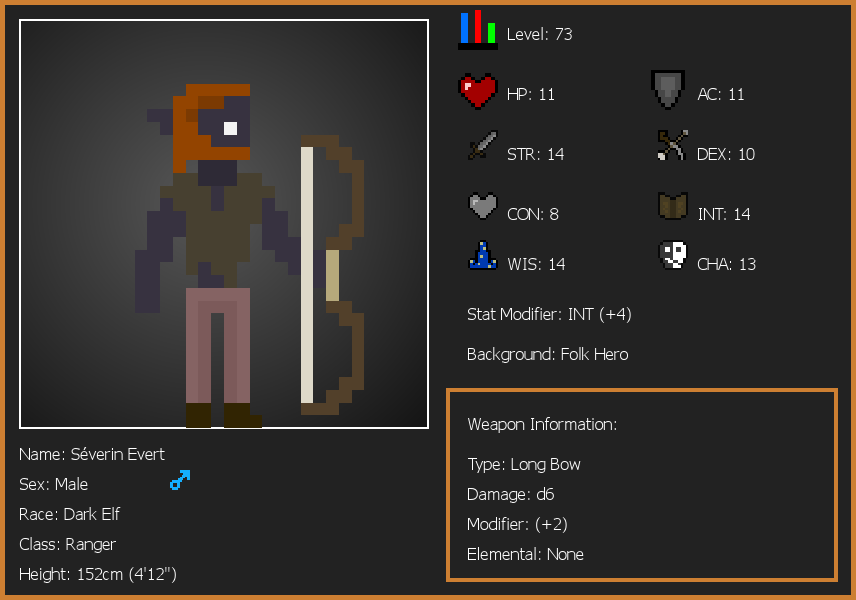 Level: 73
HP: 11
AC: 11
STR: 14
DEX: 10
CON: 8
INT: 14
WIS: 14
CHA: 13
Stat Modifier: INT (+4)
Background: Folk Hero
Weapon Information:
Type: Long Bow
Damage: d6
Modifier: (+2)
Elemental: None
Name: Séverin Evert
Sex: Male
Race: Dark Elf
Class: Ranger
Height: 152cm (4'12")